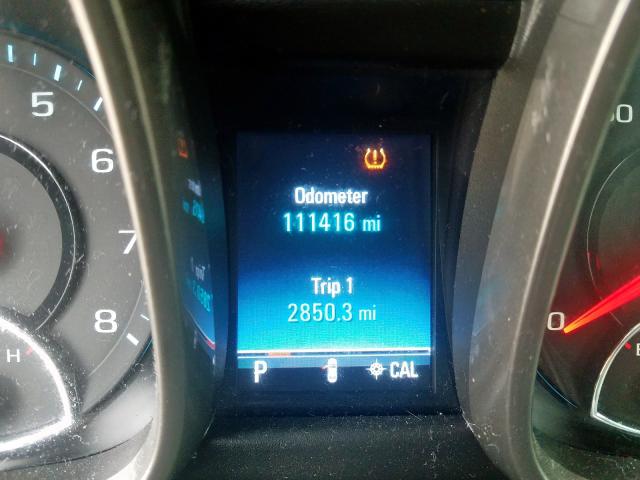 5
6
7
8
H
Odometer
111416 mi
Trip 1
2850.3 mi
P
CAL
0